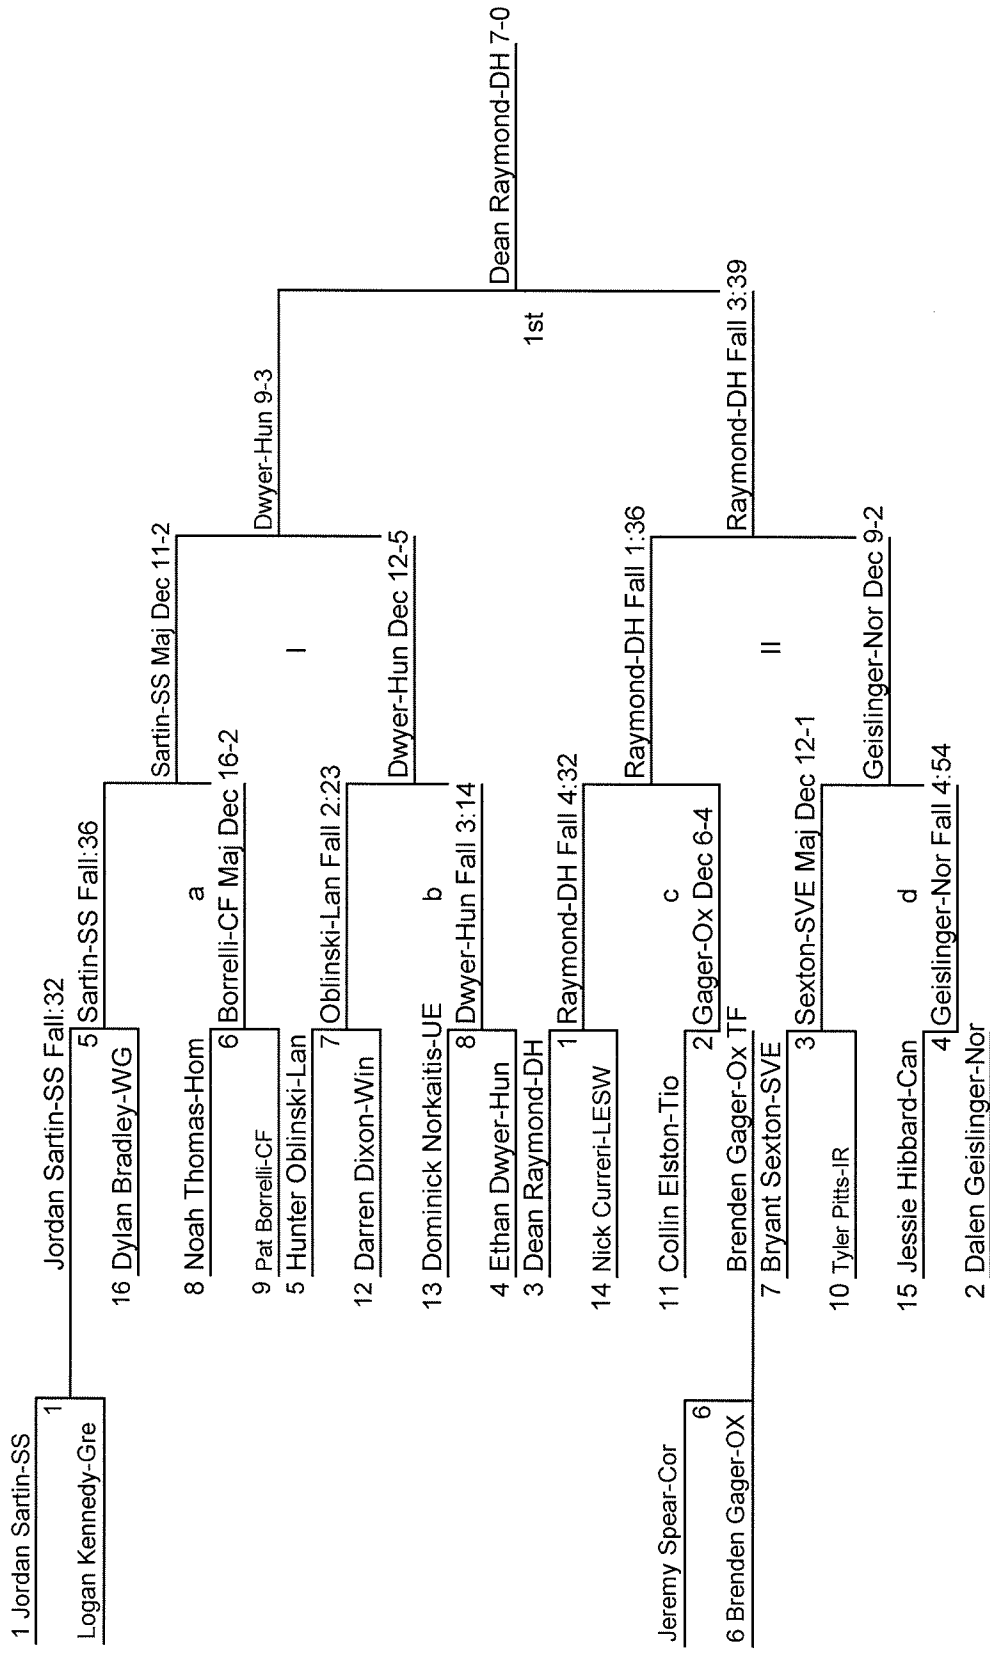 1 Jordan Sartin-SS
1
Logan Kennedy-Gre
Jeremy Spear-Cor
6
6 Brenden Gager-OX
Jordan Sartin-SS Fall:32
5
16 Dylan Bradley-WG
8 Noah Thomas-Hom
6
9 Pat Borrelli-CF
5 Hunter Oblinski-Lan
7
12 Darren Dixon-Win
13 Dominick Norkaitis-UE
8
4 Ethan Dwyer-Hun
3 Dean Raymond-DH
1
14 Nick Curreri-LESW
11 Collin Elston-Tio
2
Brenden Gager-Ox TF
7 Bryant Sexton-SVE
3
10 Tyler Pitts-IR
15 Jessie Hibbard-Can
4
2 Dalen Geislinger-Nor
Sartin-SS Fall:36
a
Borrelli-CF Maj Dec 16-2
Oblinski-Lan Fall 2:23
b
Dwyer-Hun Fall 3:14
Raymond-DH Fall 4:32
c
Gager-Ox Dec 6-4
Sexton-SVE Maj Dec 12-1
d
Geislinger-Nor Fall 4:54
Sartin-SS Maj Dec 11-2
I
Dwyer-Hun Dec 12-5
Raymond-DH Fall 1:36
II
Geislinger-Nor Dec 9-2
Dwyer-Hun 9-3
1st
Raymond-DH Fall 3:39
Dean Raymond-DH 7-0